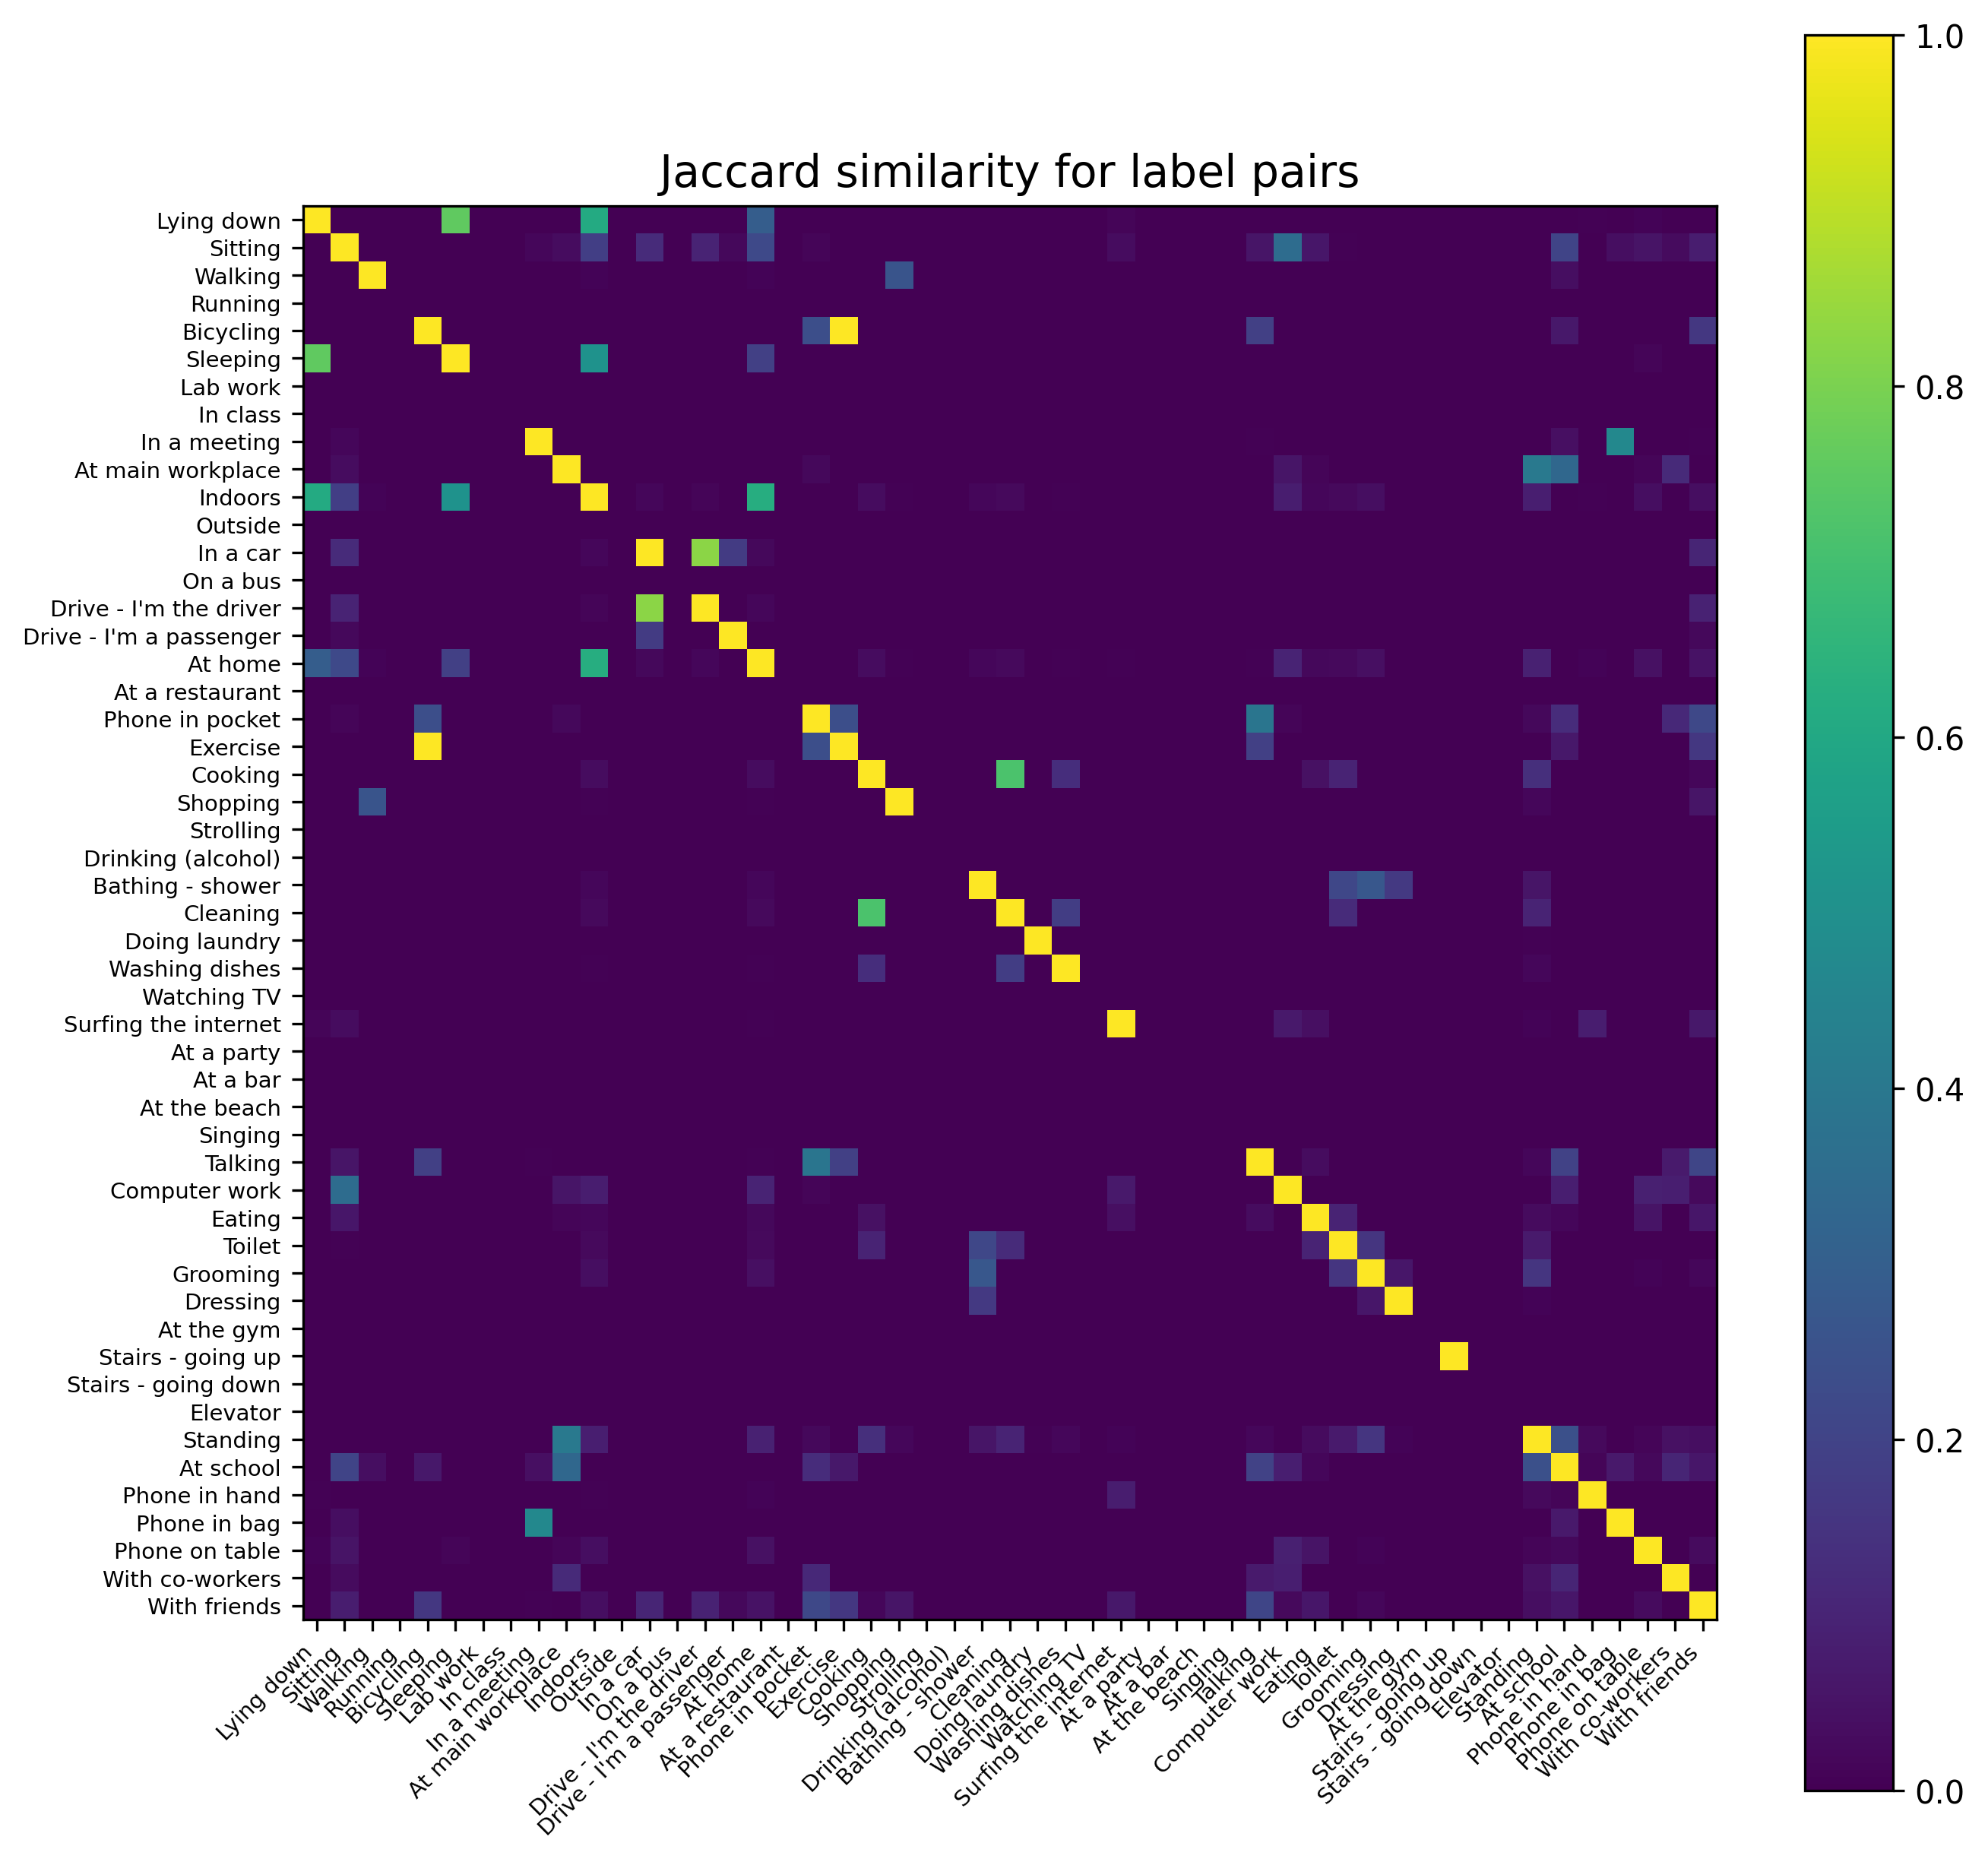 Jaccard similarity for label pairs
Lying down
Sitting
Walking
Running
Bicycling
Sleeping
Lab work
In class
In a meeting
At main workplace
Indoors
Outside
In a car
On a bus
Drive - I'm the driver
Drive - I'm a passenger
At home
At a restaurant
Phone in pocket
Exercise
Cooking
Shopping
Strolling
Drinking (alcohol)
Bathing - shower
Cleaning
Doing laundry
Washing dishes
Watching TV
Surfing the internet
At a party
At a bar
At the beach
Singing
Talking
Computer work
Eating
Toilet
Grooming
Dressing
At the gym
Stairs - going up
Stairs - going down
Elevator
Standing
At school
Phone in hand
Phone in bag
Phone on table
With co-workers
With friends
Lying down
Sitting
Walking
Running
Bicycling
Sleeping
Lab work
In class
In a meeting
At main workplace
Indoors
Outside
In a car
On a bus
Drive - I'm the driver
Drive - I'm a passenger
At home
At a restaurant
Phone in pocket
Exercise
Cooking
Shopping
Strolling
Drinking (alcohol)
Bathing - shower
Cleaning
Doing laundry
Washing dishes
Watching TV
Surfing the internet
At a party
At a bar
At the beach
Singing
Talking
Computer work
Eating
Toilet
Grooming
Dressing
At the gym
Stairs - going up
Stairs - going down
Elevator
Standing
At school
Phone in hand
Phone in bag
Phone on table
With co-workers
With friends
1.0
0.8
0.6
0.4
0.2
0.0